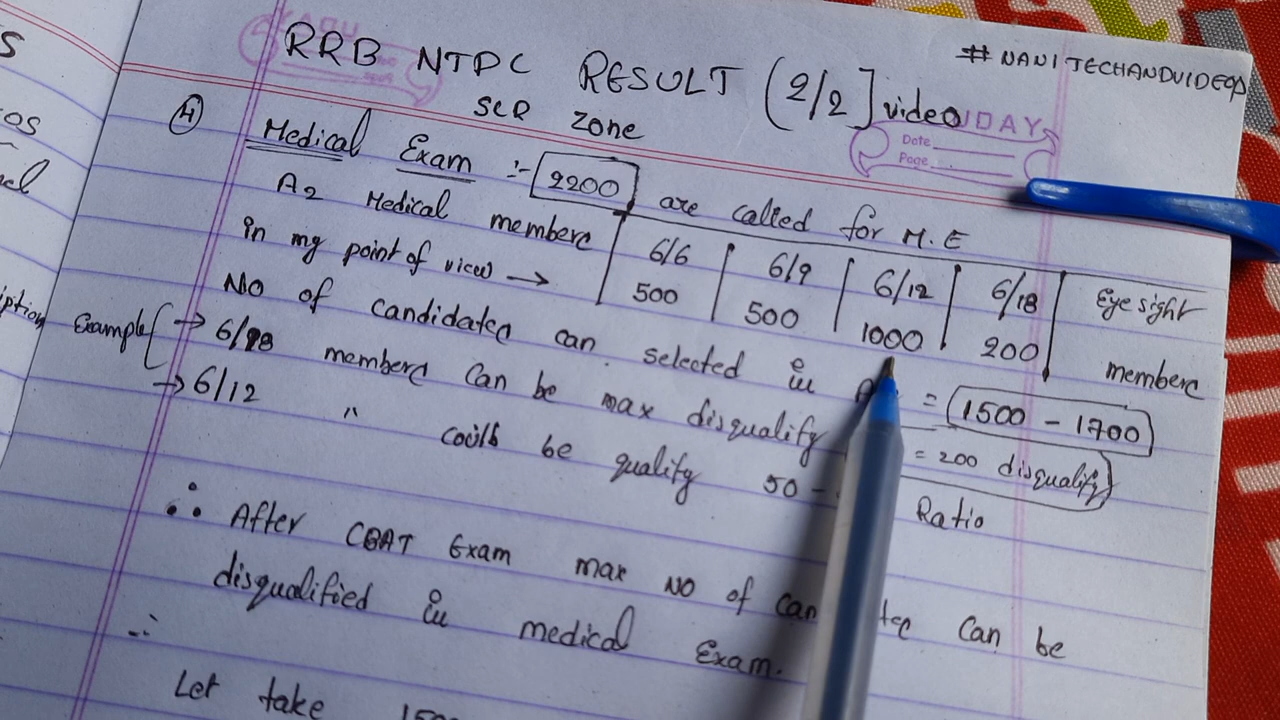 RRB NTPC RESULT (2/2] video
# NANITECHANDVIDEOS
SCR Zone
Date
Page
4 Medical Exam :- 2200 are called for M.E
A2 Medical members
in my point of view →
6/6 6/9 6/12 6/18 Eye sight
500 500 1000 200 members
No of candidates can selected in = 1500 - 1700
Example → 6/18 members can be max disqualify = 200 disqualify
→ 6/12 " could be qualify 50 - Ratio
∴ After CBAT Exam max NO of can can be
disqualified in medical Exam.
∴
Let take